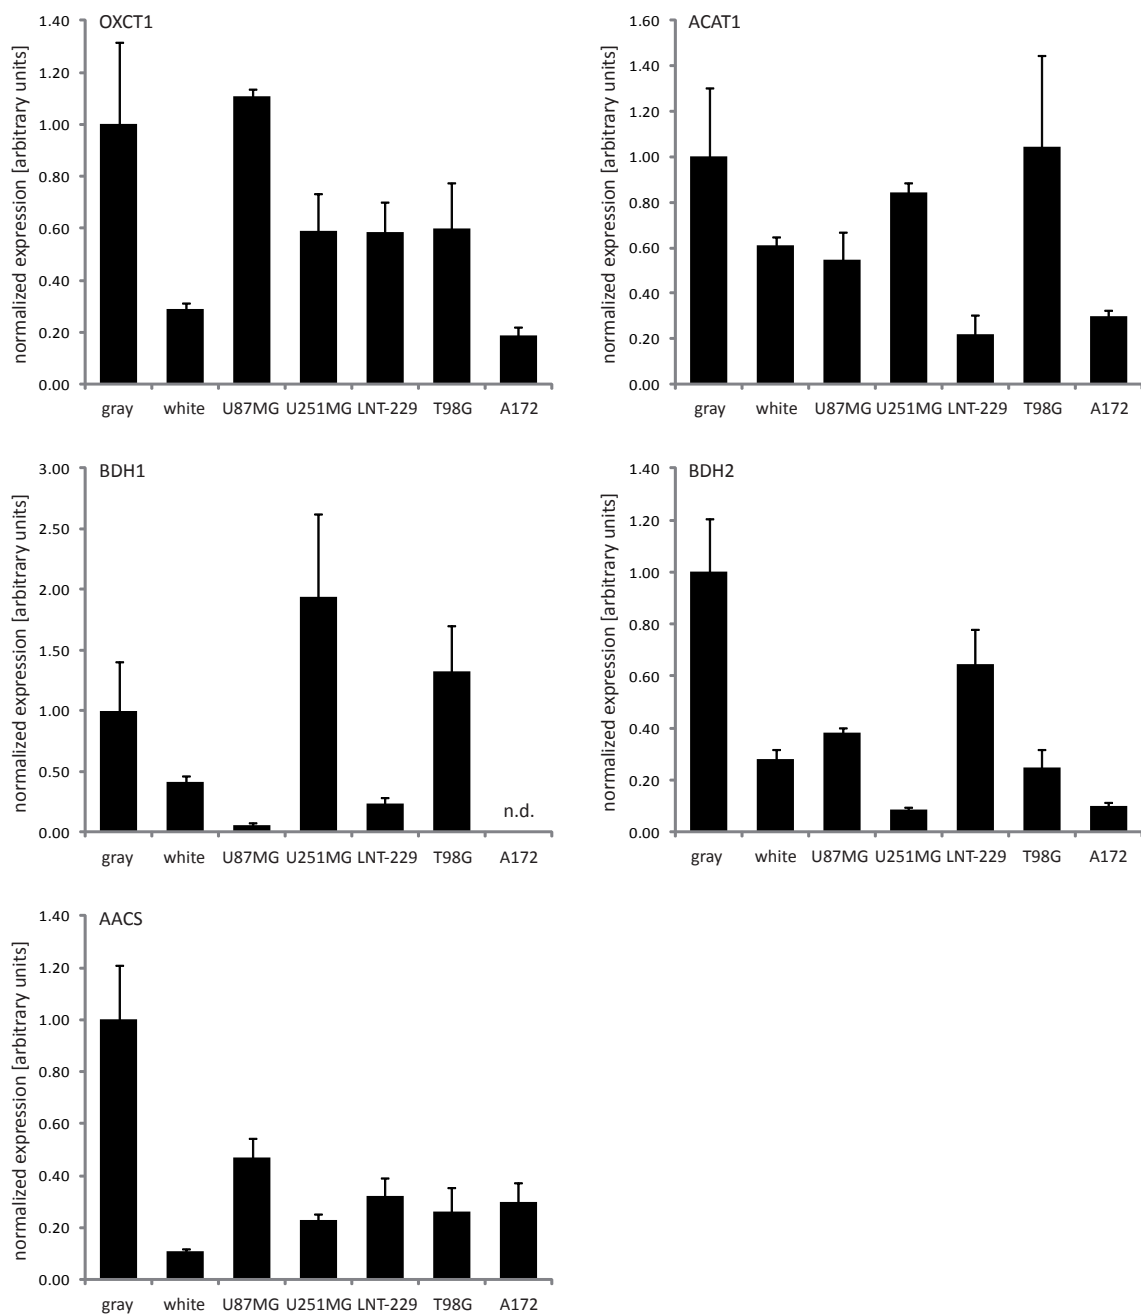 OXCT1
normalized expression [arbitrary units]
1.40
1.20
1.00
0.80
0.60
0.40
0.20
0.00
gray white U87MG U251MG LNT-229 T98G A172
ACAT1
normalized expression [arbitrary units]
1.60
1.40
1.20
1.00
0.80
0.60
0.40
0.20
0.00
gray white U87MG U251MG LNT-229 T98G A172
BDH1
normalized expression [arbitrary units]
3.00
2.50
2.00
1.50
1.00
0.50
0.00
n.d.
gray white U87MG U251MG LNT-229 T98G A172
BDH2
normalized expression [arbitrary units]
1.40
1.20
1.00
0.80
0.60
0.40
0.20
0.00
gray white U87MG U251MG LNT-229 T98G A172
AACS
normalized expression [arbitrary units]
1.40
1.20
1.00
0.80
0.60
0.40
0.20
0.00
gray white U87MG U251MG LNT-229 T98G A172